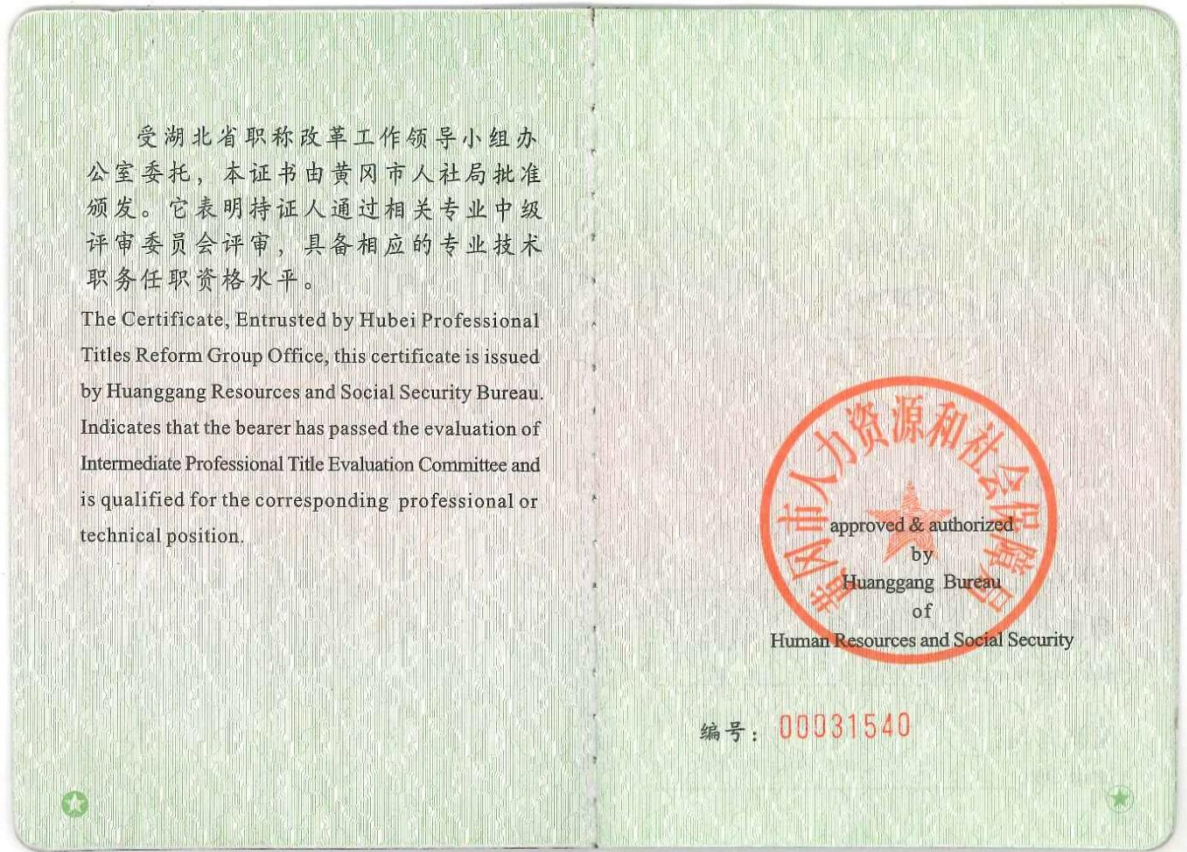 受湖北省职称改革工作领导小组办
公室委托，本证书由黄冈市人社局批准
颁发。它表明持证人通过相关专业中级
评审委员会评审，具备相应的专业技术
职务任职资格水平。
The Certificate, Entrusted by Hubei Professional
Titles Reform Group Office, this certificate is issued
by Huanggang Resources and Social Security Bureau.
Indicates that the bearer has passed the evaluation of
Intermediate Professional Title Evaluation Committee and
is qualified for the corresponding professional or
technical position.
黄冈市人力资源和社会保障局
approved & authorized
by
Huanggang Bureau
of
Human Resources and Social Security
编号：00031540